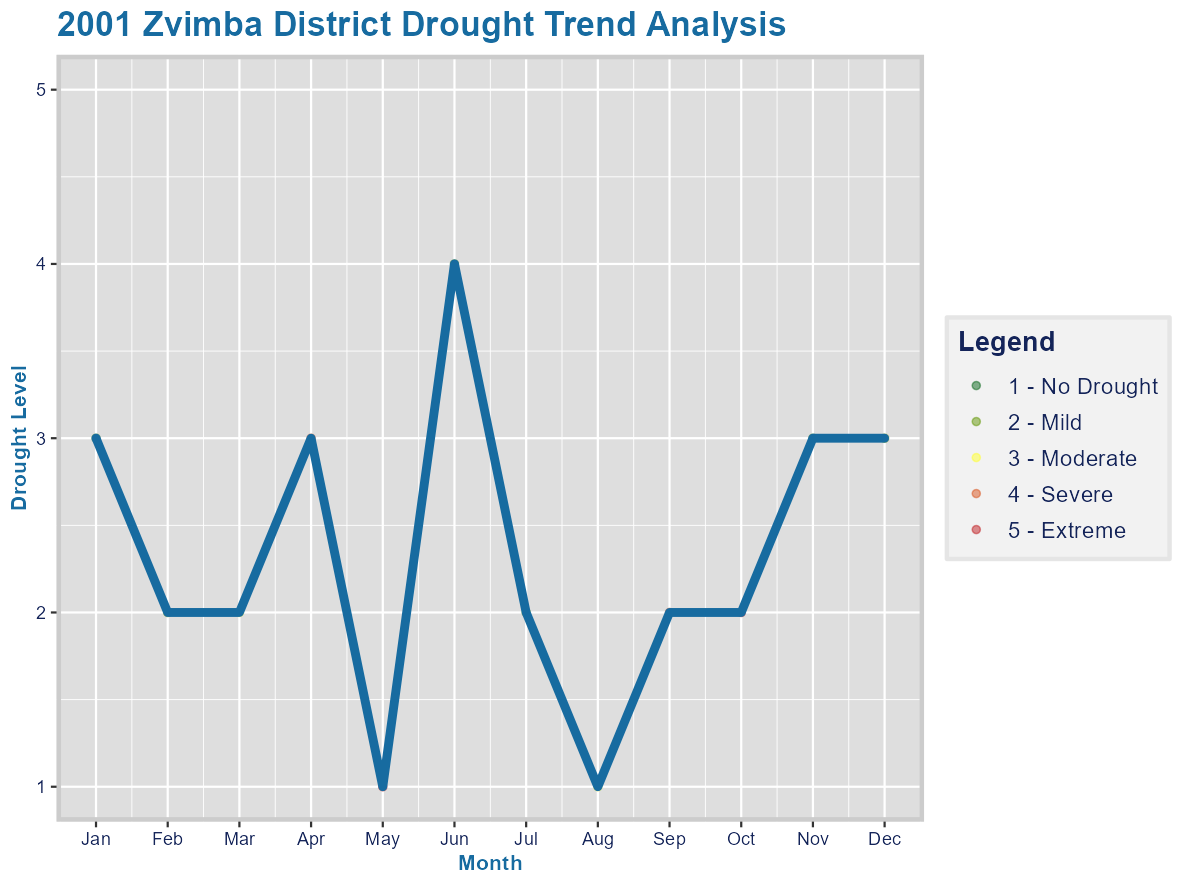 2001 Zvimba District Drought Trend Analysis
5
4
3
2
1
Drought Level
Jan Feb Mar Apr May Jun Jul Aug Sep Oct Nov Dec
Month
Legend
1 - No Drought
2 - Mild
3 - Moderate
4 - Severe
5 - Extreme